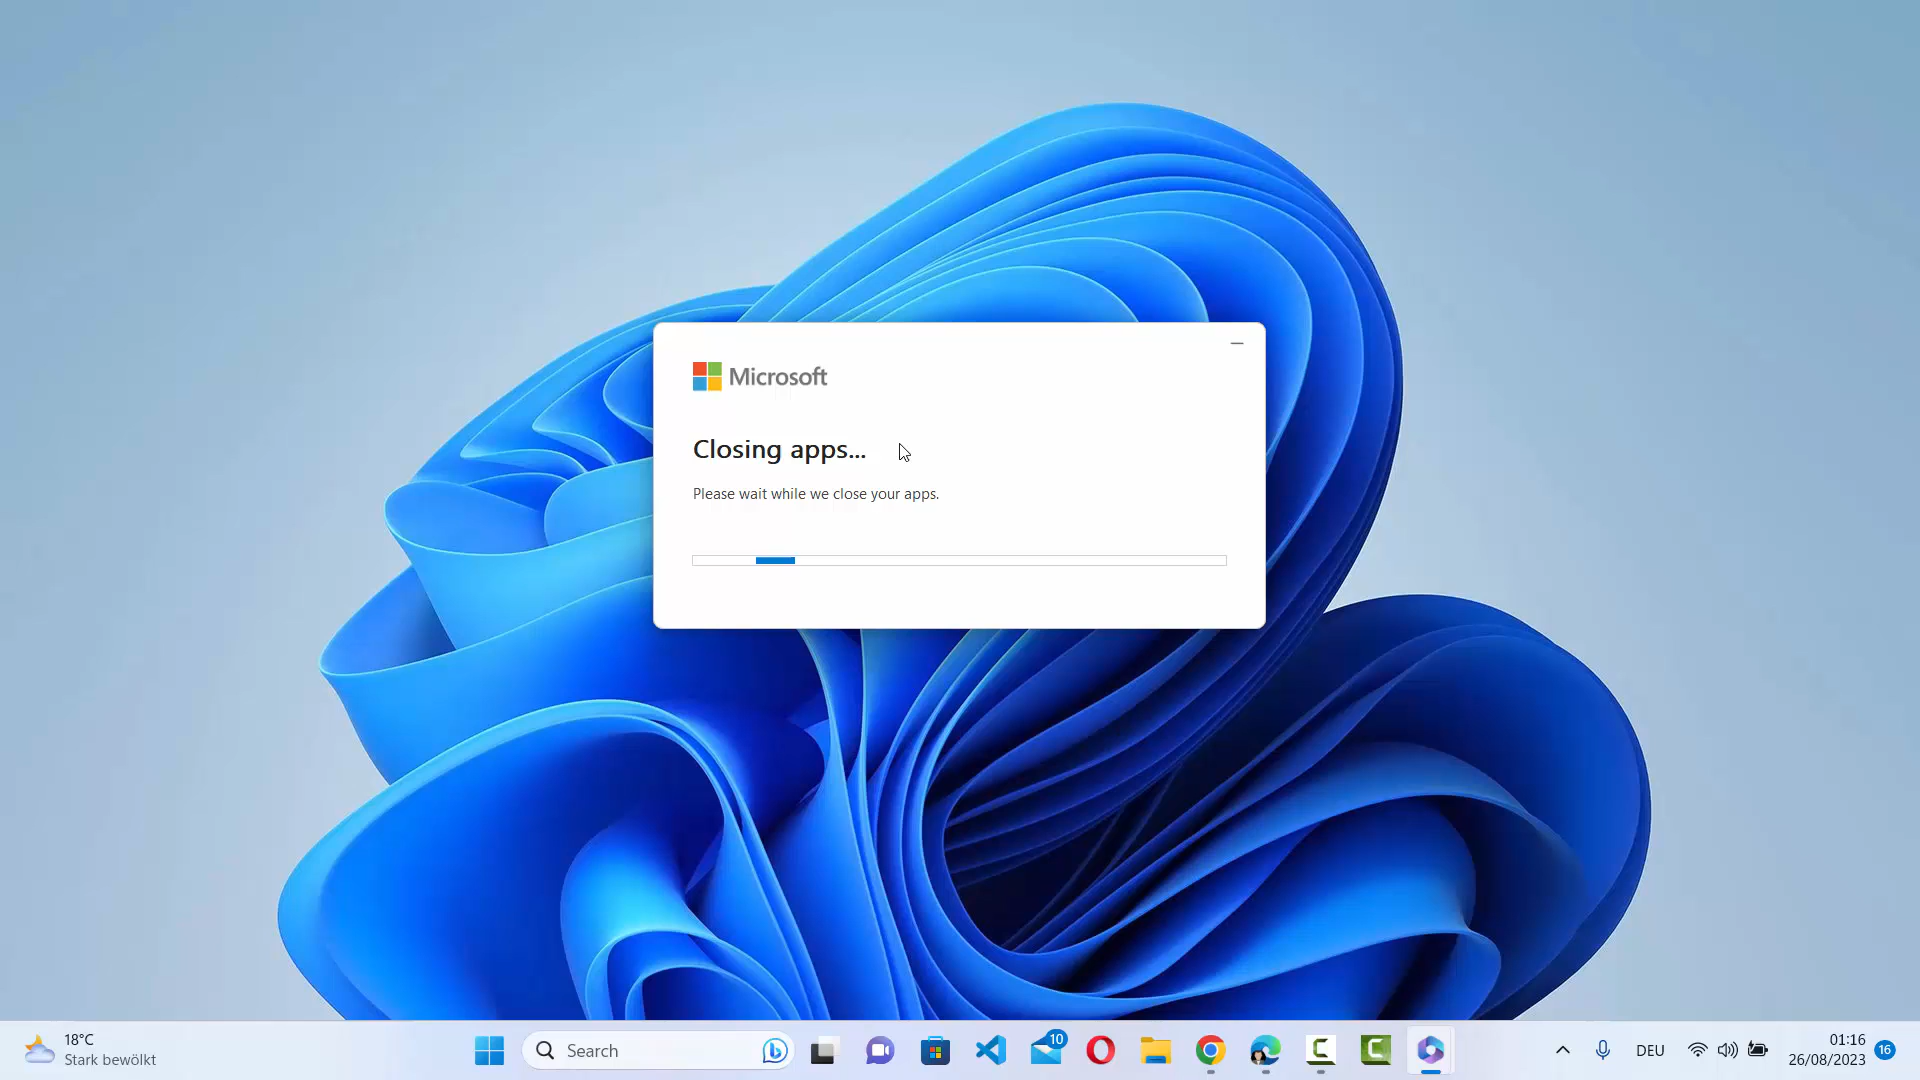 Microsoft
Closing apps...
Please wait while we close your apps.
18°C
Stark bewölkt
Search
10
DEU
01:16
26/08/2023
16